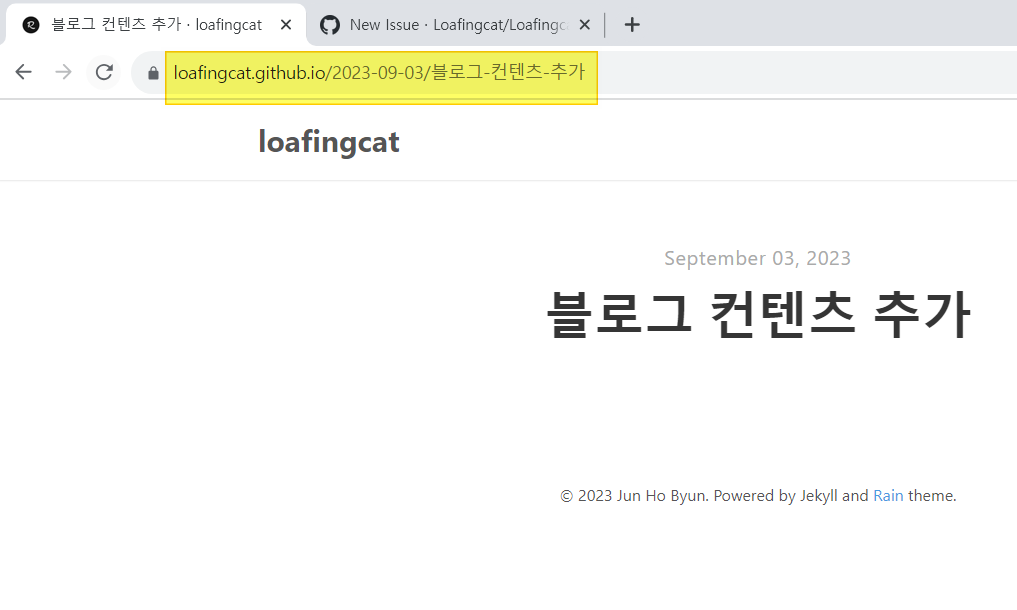 블로그 컨텐츠 추가 · loafingcat
New Issue · Loafingcat/Loafingc
loafingcat.github.io/2023-09-03/블로그-컨텐츠-추가
loafingcat
September 03, 2023
블로그 컨텐츠 추가
© 2023 Jun Ho Byun. Powered by Jekyll and Rain theme.